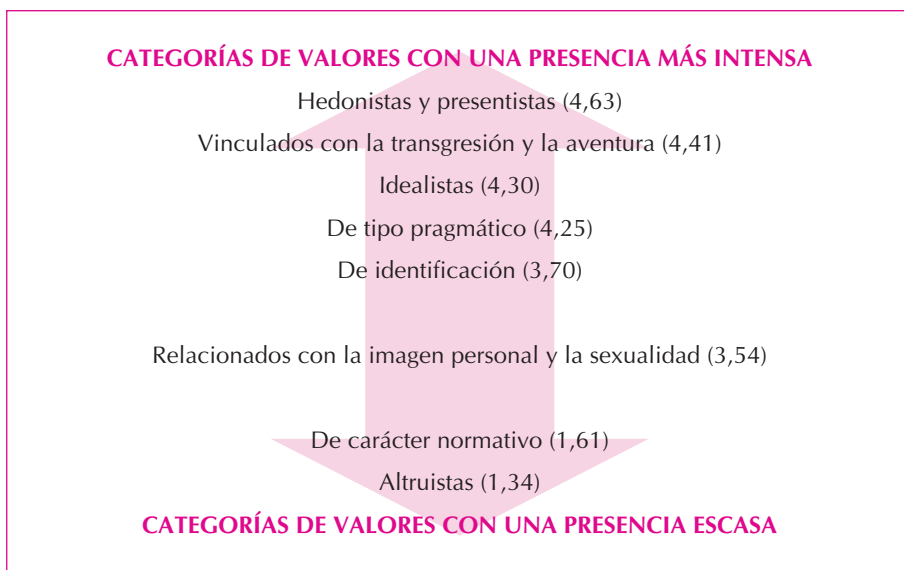 CATEGORÍAS DE VALORES CON UNA PRESENCIA MÁS INTENSA
Hedonistas y presentistas (4,63)
Vinculados con la transgresión y la aventura (4,41)
Idealistas (4,30)
De tipo pragmático (4,25)
De identificación (3,70)
Relacionados con la imagen personal y la sexualidad (3,54)
De carácter normativo (1,61)
Altruistas (1,34)
CATEGORÍAS DE VALORES CON UNA PRESENCIA ESCASA